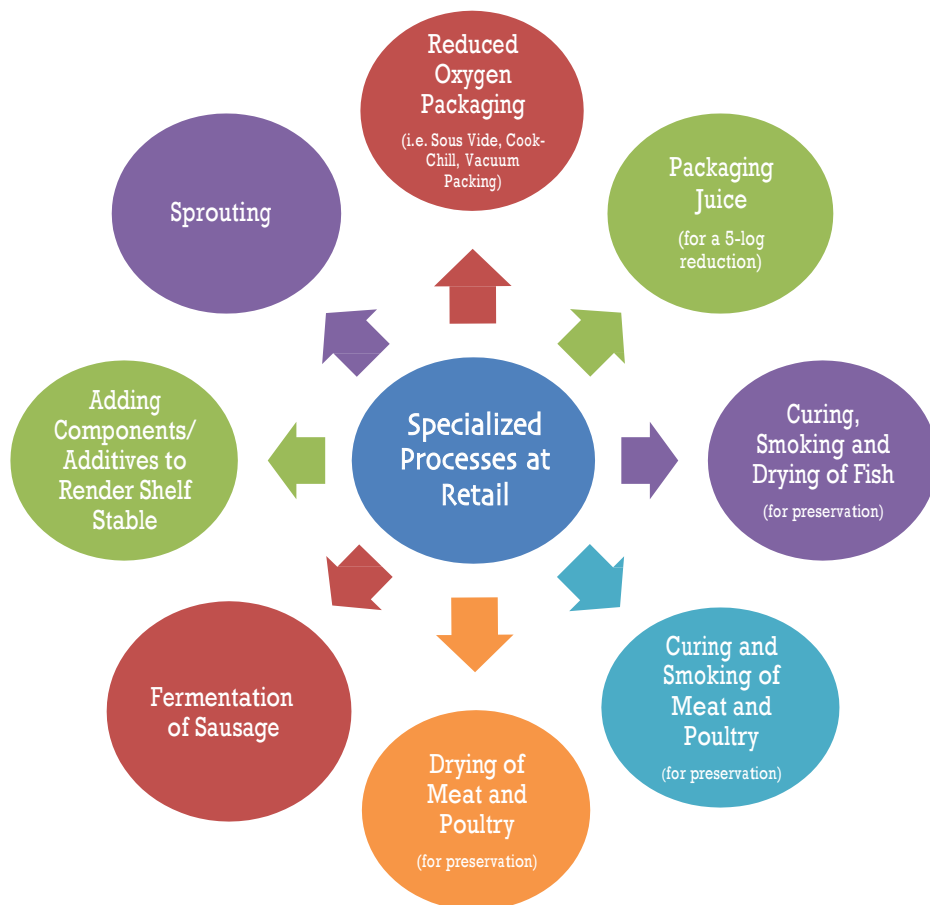 Reduced
Oxygen
Packaging
(i.e. Sous Vide, Cook-
Chill, Vacuum
Packing)
Packaging
Juice
(for a 5-log
reduction)
Sprouting
Adding
Components/
Additives to
Render Shelf
Stable
Specialized
Processes at
Retail
Curing,
Smoking and
Drying of Fish
(for preservation)
Curing and
Smoking of
Meat and
Poultry
(for preservation)
Fermentation
of Sausage
Drying of
Meat and
Poultry
(for preservation)